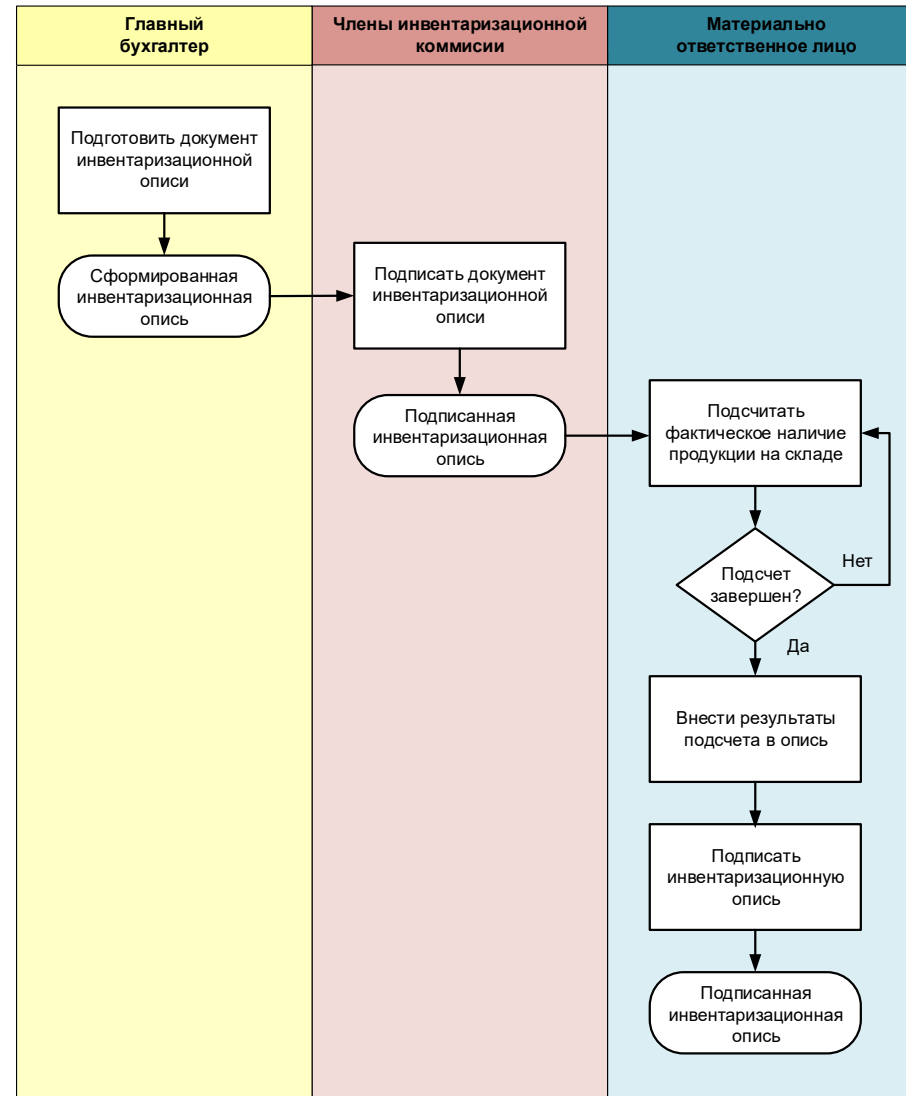 Главный
бухгалтер
Члены инвентаризационной
коммисии
Материально
ответственное лицо
Подготовить документ
инвентаризационной
описи
Сформированная
инвентаризационная
опись
Подписать документ
инвентаризационной
описи
Подписанная
инвентаризационная
опись
Подсчитать
фактическое наличие
продукции на складе
Подсчет
завершен?
Нет
Да
Внести результаты
подсчета в опись
Подписать
инвентаризационную
опись
Подписанная
инвентаризационная
опись